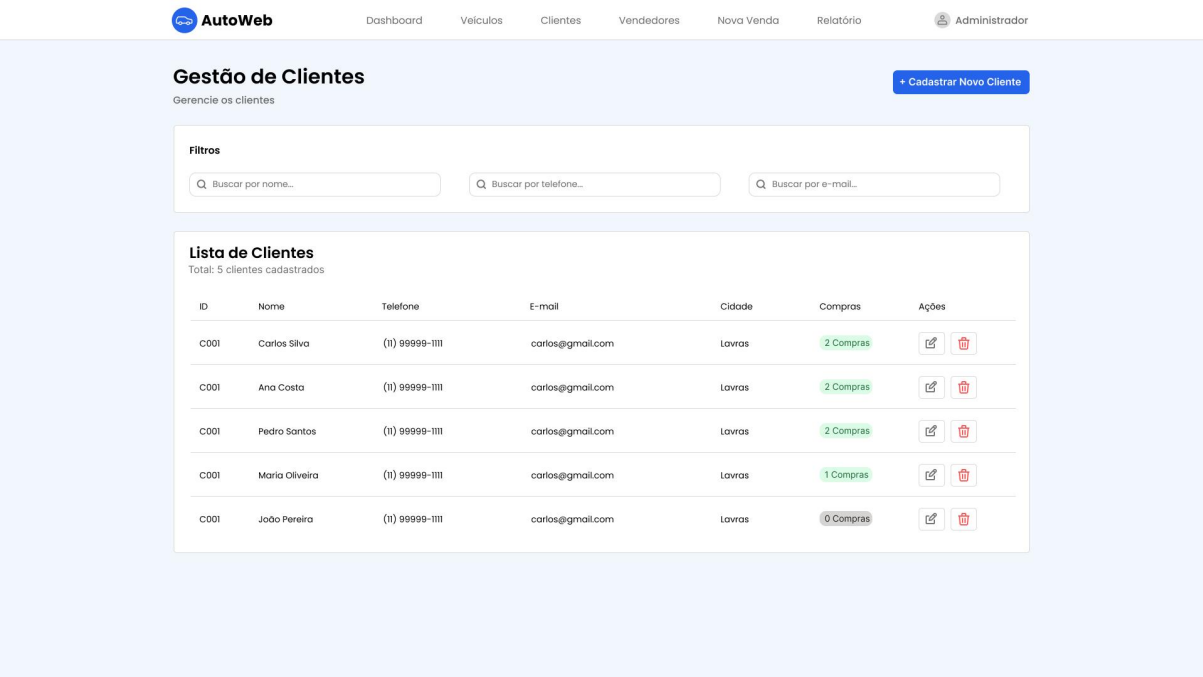 AutoWeb Dashboard Veículos Clientes Vendedores Nova Venda Relatório Administrador
Gestão de Clientes
+ Cadastrar Novo Cliente
Gerencie os clientes
Filtros
Buscar por nome... Buscar por telefone... Buscar por e-mail...
Lista de Clientes
Total: 5 clientes cadastrados
ID Nome Telefone E-mail Cidade Compras Ações
C001 Carlos Silva (11) 99999-1111 carlos@gmail.com Lavras 2 Compras
C001 Ana Costa (11) 99999-1111 carlos@gmail.com Lavras 2 Compras
C001 Pedro Santos (11) 99999-1111 carlos@gmail.com Lavras 2 Compras
C001 Maria Oliveira (11) 99999-1111 carlos@gmail.com Lavras 1 Compras
C001 João Pereira (11) 99999-1111 carlos@gmail.com Lavras 0 Compras